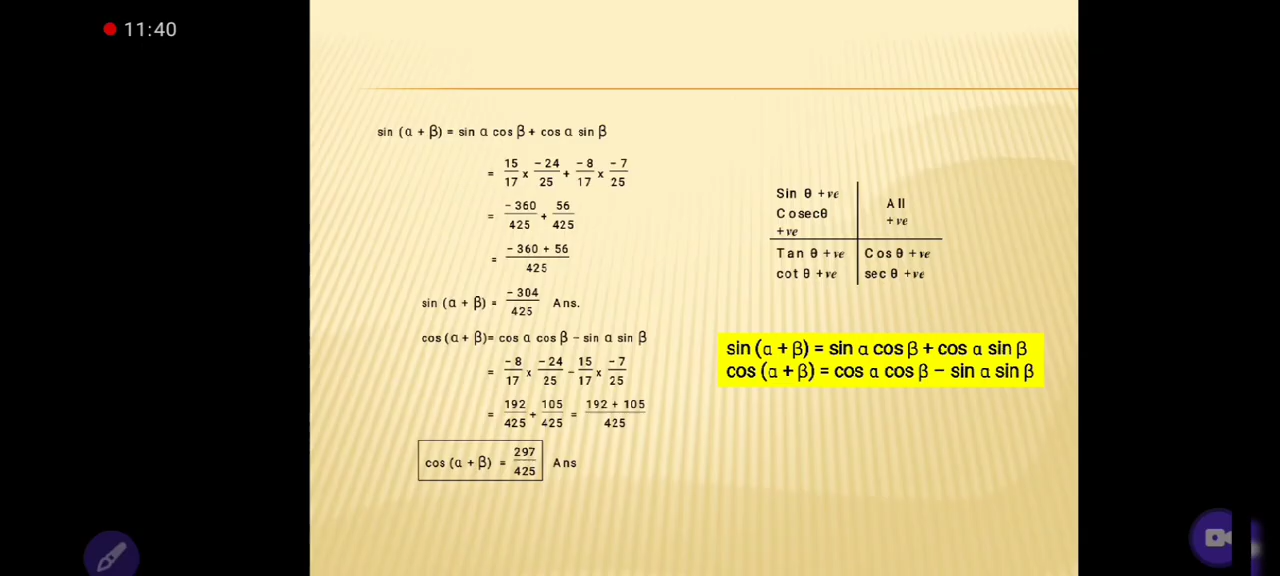 11:40
sin (α + β) = sin α cos β + cos α sin β
= 15/17 x −24/25 + −8/17 x −7/25
= −360/425 + 56/425
= −360 + 56/425
sin (α + β) = −304/425 Ans.
cos (α + β)= cos α cos β − sin α sin β
= −8/17 x −24/25 − 15/17 x −7/25
= 192/425 + 105/425 = 192 + 105/425
cos (α + β) = 297/425 Ans
Sin θ +ve
Cosecθ
+ve
All
+ve
Tan θ +ve
cot θ +ve
Cos θ +ve
sec θ +ve
sin (α + β) = sin α cos β + cos α sin β
cos (α + β) = cos α cos β − sin α sin β